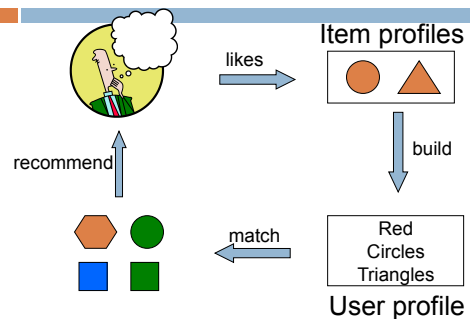 Item profiles
likes
build
recommend
match
Red
Circles
Triangles
User profile